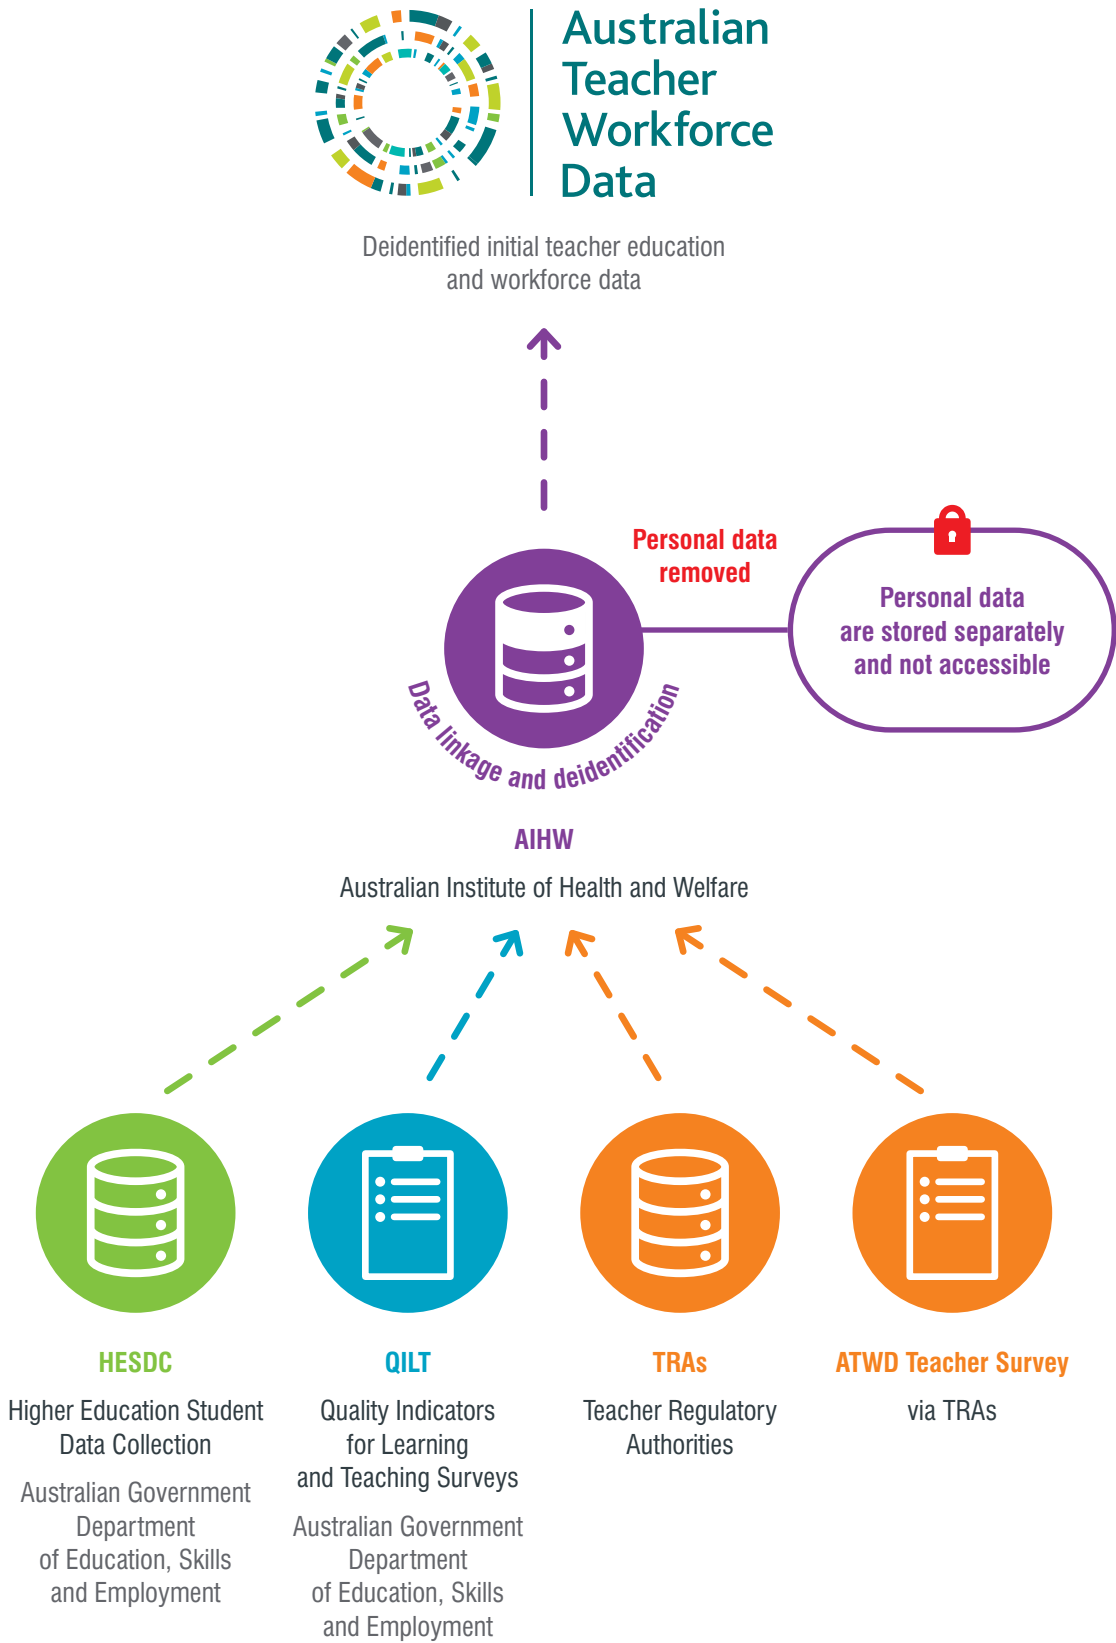 Australian
Teacher
Workforce
Data
Deidentified initial teacher education
and workforce data
Personal data
removed
Personal data
are stored separately
and not accessible
Data linkage and deidentification
AIHW
Australian Institute of Health and Welfare
HESDC
Higher Education Student
Data Collection
Australian Government
Department
of Education, Skills
and Employment
QILT
Quality Indicators
for Learning
and Teaching Surveys
Australian Government
Department
of Education, Skills
and Employment
TRAs
Teacher Regulatory
Authorities
ATWD Teacher Survey
via TRAs